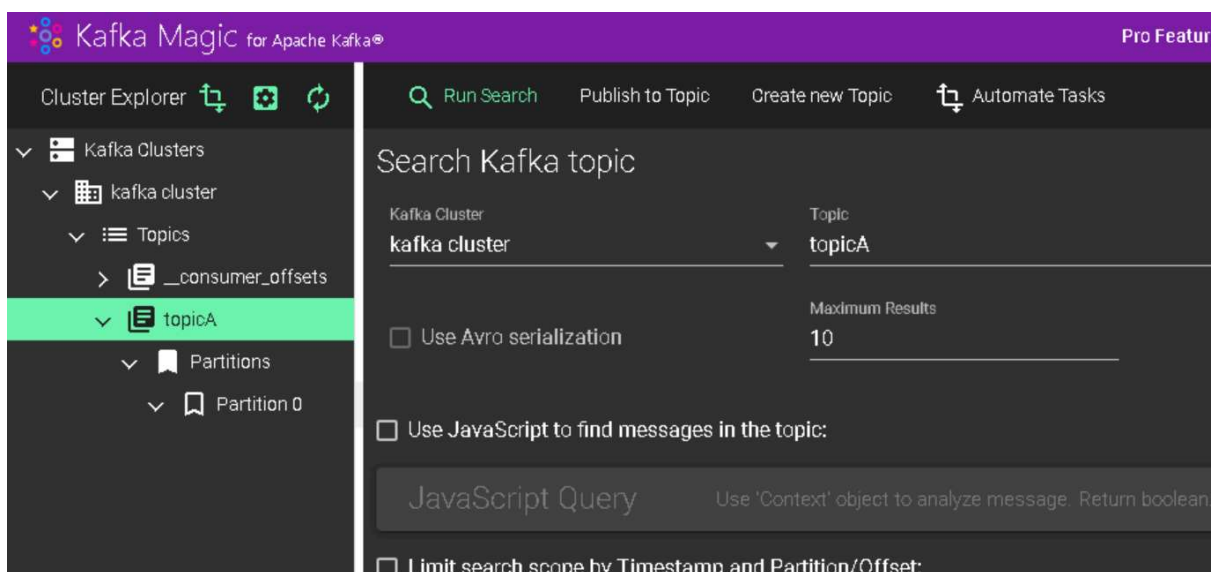 Kafka Magic for Apache Kafka®
Pro Featur
Cluster Explorer
Run Search Publish to Topic Create new Topic Automate Tasks
Kafka Clusters
kafka cluster
Topics
__consumer_offsets
topicA
Partitions
Partition 0
Search Kafka topic
Kafka Cluster
kafka cluster
Topic
topicA
Use Avro serialization
Maximum Results
10
Use JavaScript to find messages in the topic:
JavaScript Query Use 'Context' object to analyze message. Return boolean.
Limit search scope by Timestamp and Partition/Offset: